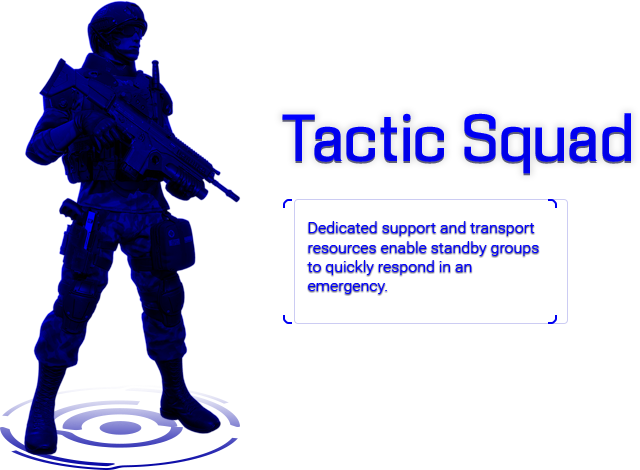 Tactic Squad
Dedicated support and transport
resources enable standby groups
to quickly respond in an
emergency.